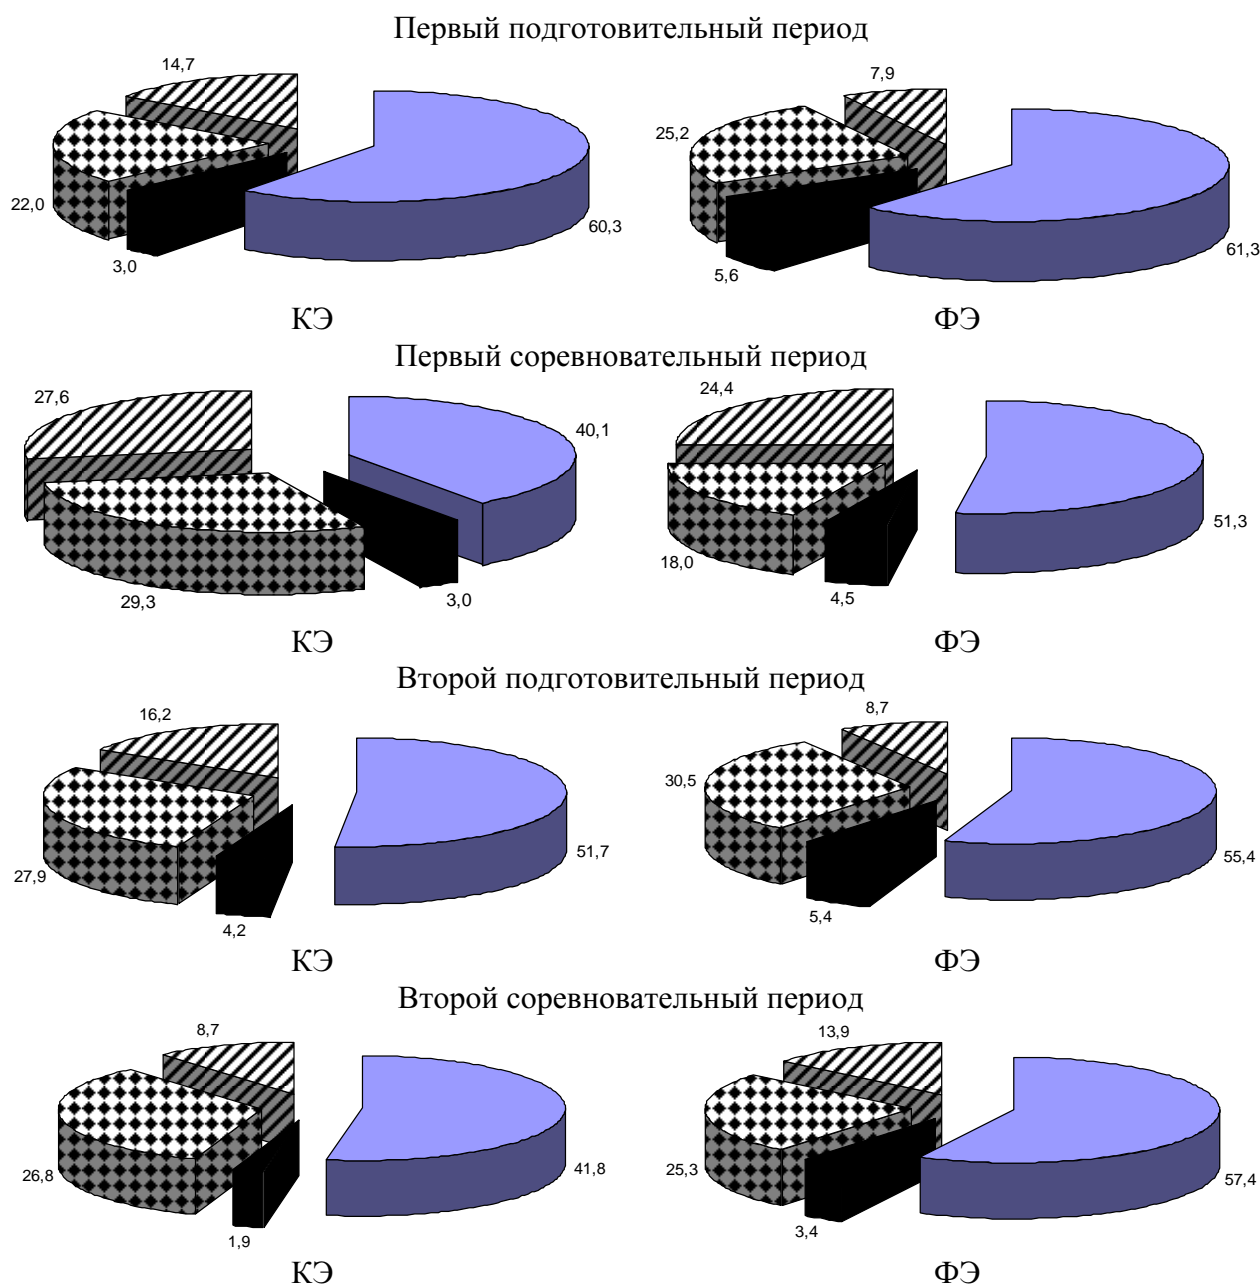 Первый подготовительный период
14,7
7,9
22,0
25,2
60,3
61,3
3,0
5,6
КЭ
ФЭ
Первый соревновательный период
27,6
24,4
40,1
51,3
29,3
18,0
3,0
4,5
КЭ
ФЭ
Второй подготовительный период
16,2
8,7
30,5
51,7
55,4
27,9
4,2
5,4
КЭ
ФЭ
Второй соревновательный период
8,7
13,9
26,8
41,8
25,3
57,4
1,9
3,4
КЭ
ФЭ